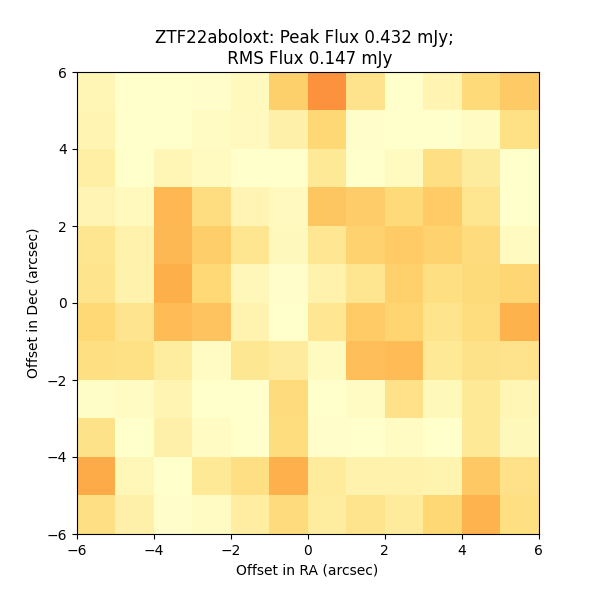 ZTF22aboloxt: Peak Flux 0.432 mJy;
RMS Flux 0.147 mJy
6
4
2
0
−2
−4
−6
Offset in Dec (arcsec)
−6 −4 −2 0 2 4 6
Offset in RA (arcsec)